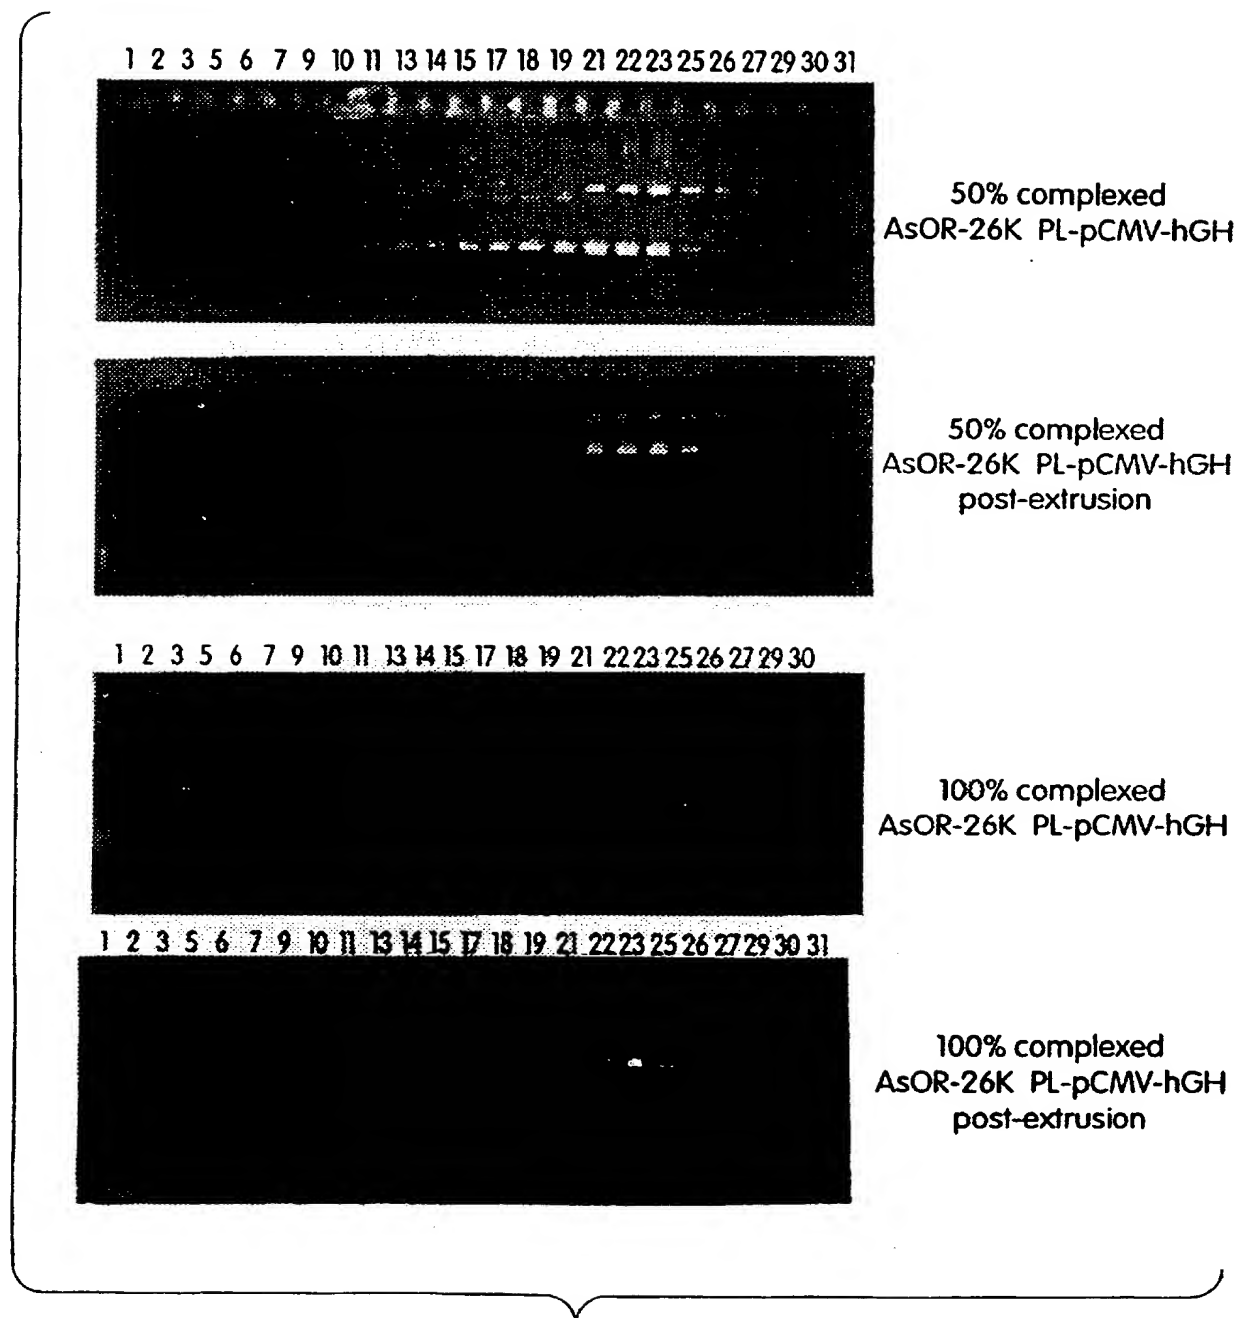 1 2 3 5 6 7 9 10 11 13 14 15 17 18 19 21 22 23 25 26 27 29 30 31
50% complexed
AsOR-26K PL-pCMV-hGH
50% complexed
AsOR-26K PL-pCMV-hGH
post-extrusion
1 2 3 5 6 7 9 10 11 13 14 15 17 18 19 21 22 23 25 26 27 29 30
100% complexed
AsOR-26K PL-pCMV-hGH
1 2 3 5 6 7 9 10 11 13 14 15 17 18 19 21 22 23 25 26 27 29 30 31
100% complexed
AsOR-26K PL-pCMV-hGH
post-extrusion